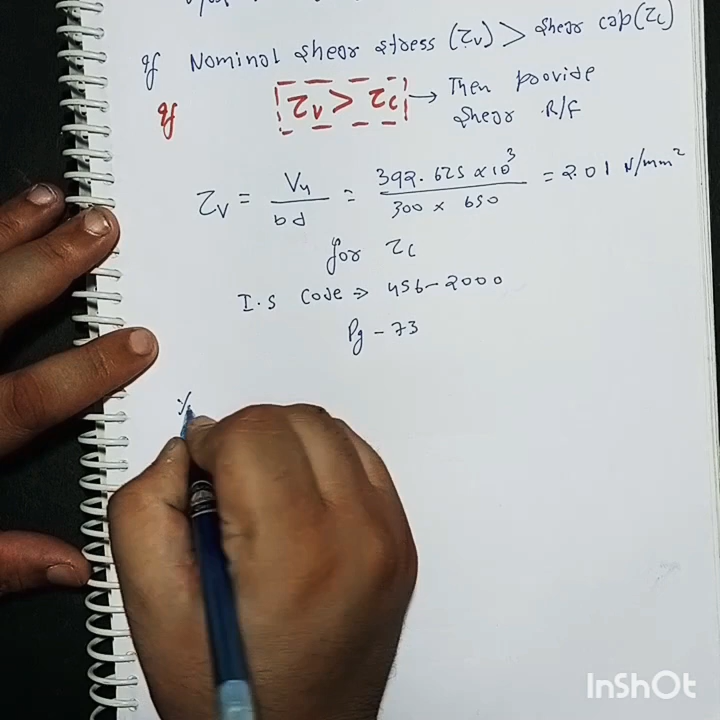 If Nominal shear stress (τv) > shear cap(τc)
If τv > τc → Then provide
shear R/F
τv = Vu / bd = 392.625 x 10³ / 300 x 650 = 2.01 N/mm²
for τc
I.S code ⇒ 456-2000
Pg - 73
%
InShOt